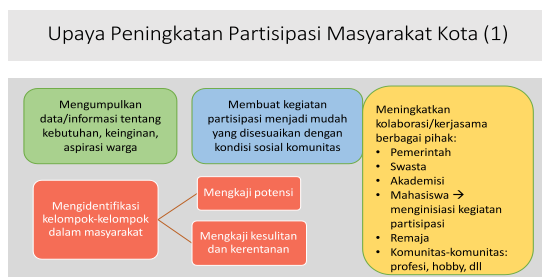 Upaya Peningkatan Partisipasi Masyarakat Kota (1)
Mengumpulkan
data/informasi tentang
kebutuhan, keinginan,
aspirasi warga
Membuat kegiatan
partisipasi menjadi mudah
yang disesuaikan dengan
kondisi sosial komunitas
Meningkatkan
kolaborasi/kerjasama
berbagai pihak:
• Pemerintah
• Swasta
• Akademisi
• Mahasiswa →
menginisiasi kegiatan
partisipasi
• Remaja
• Komunitas-komunitas:
profesi, hobby, dll
Mengidentifikasi
kelompok-kelompok
dalam masyarakat
Mengkaji potensi
Mengkaji kesulitan
dan kerentanan